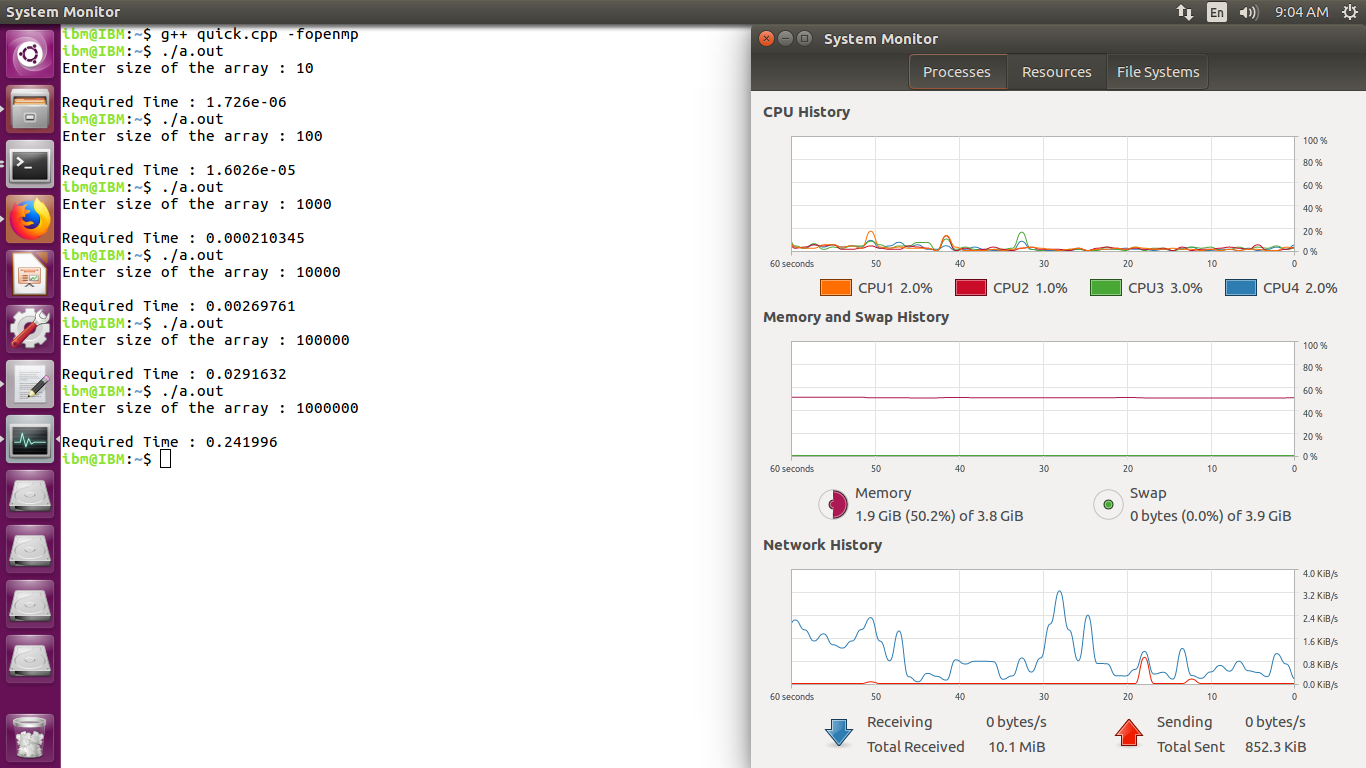 System Monitor
En
9:04 AM
ibm@IBM:~$ g++ quick.cpp -fopenmp
ibm@IBM:~$ ./a.out
Enter size of the array : 10
Required Time : 1.726e-06
ibm@IBM:~$ ./a.out
Enter size of the array : 100
Required Time : 1.6026e-05
ibm@IBM:~$ ./a.out
Enter size of the array : 1000
Required Time : 0.000210345
ibm@IBM:~$ ./a.out
Enter size of the array : 10000
Required Time : 0.00269761
ibm@IBM:~$ ./a.out
Enter size of the array : 100000
Required Time : 0.0291632
ibm@IBM:~$ ./a.out
Enter size of the array : 1000000
Required Time : 0.241996
ibm@IBM:~$
System Monitor
Processes Resources File Systems
CPU History
100 %
80 %
60 %
40 %
20 %
0 %
60 seconds 50 40 30 20 10 0
CPU1 2.0% CPU2 1.0% CPU3 3.0% CPU4 2.0%
Memory and Swap History
100 %
80 %
60 %
40 %
20 %
0 %
60 seconds 50 40 30 20 10 0
Memory
1.9 GiB (50.2%) of 3.8 GiB
Swap
0 bytes (0.0%) of 3.9 GiB
Network History
4.0 KiB/s
3.2 KiB/s
2.4 KiB/s
1.6 KiB/s
0.8 KiB/s
0.0 KiB/s
60 seconds 50 40 30 20 10 0
Receiving 0 bytes/s
Total Received 10.1 MiB
Sending 0 bytes/s
Total Sent 852.3 KiB